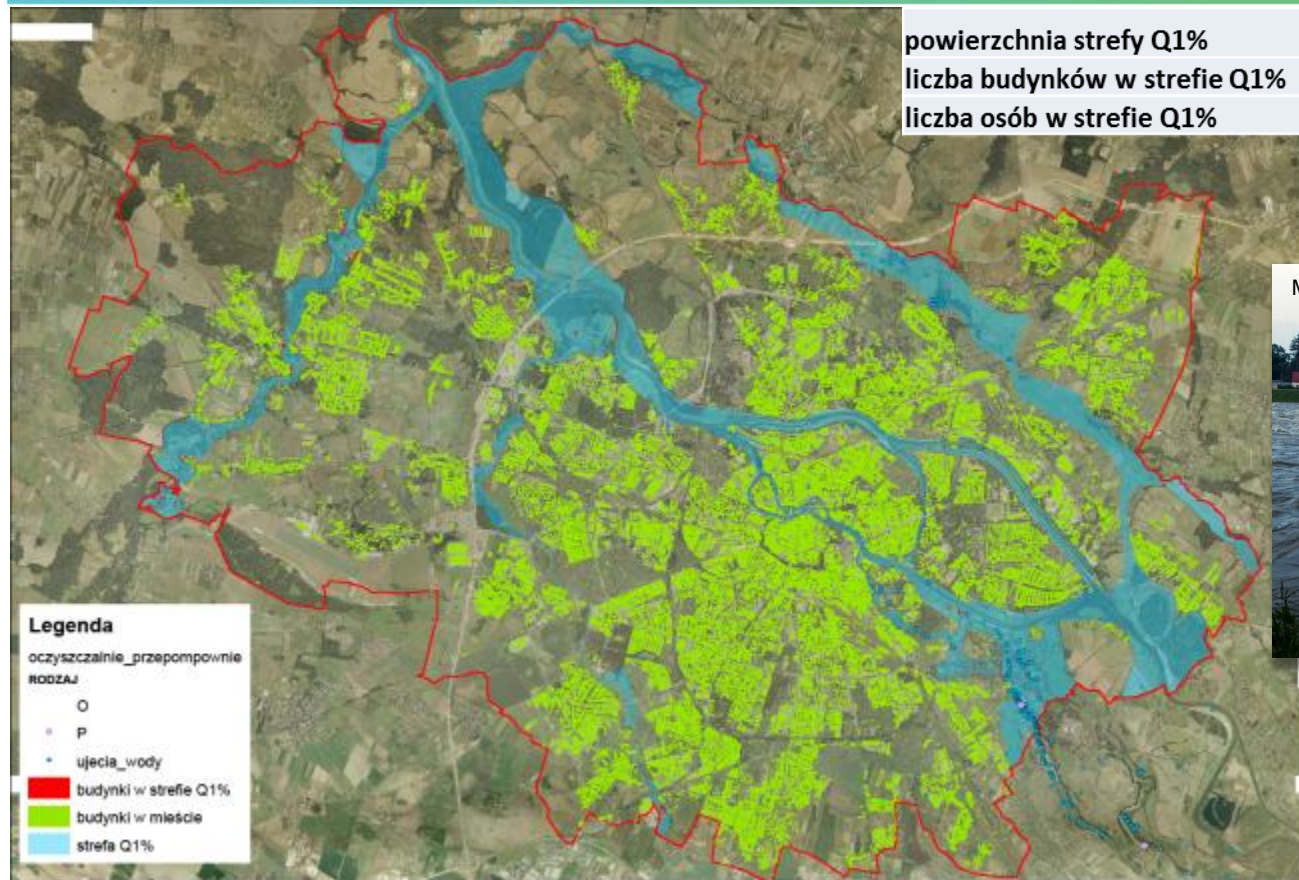 powierzchnia strefy Q1%
liczba budynków w strefie Q1%
liczba osób w strefie Q1%
M
Legenda
oczyszczalnie_przepompownie
RODZAJ
O
P
ujecia_wody
budynki w strefie Q1%
budynki w mieście
strefa Q1%